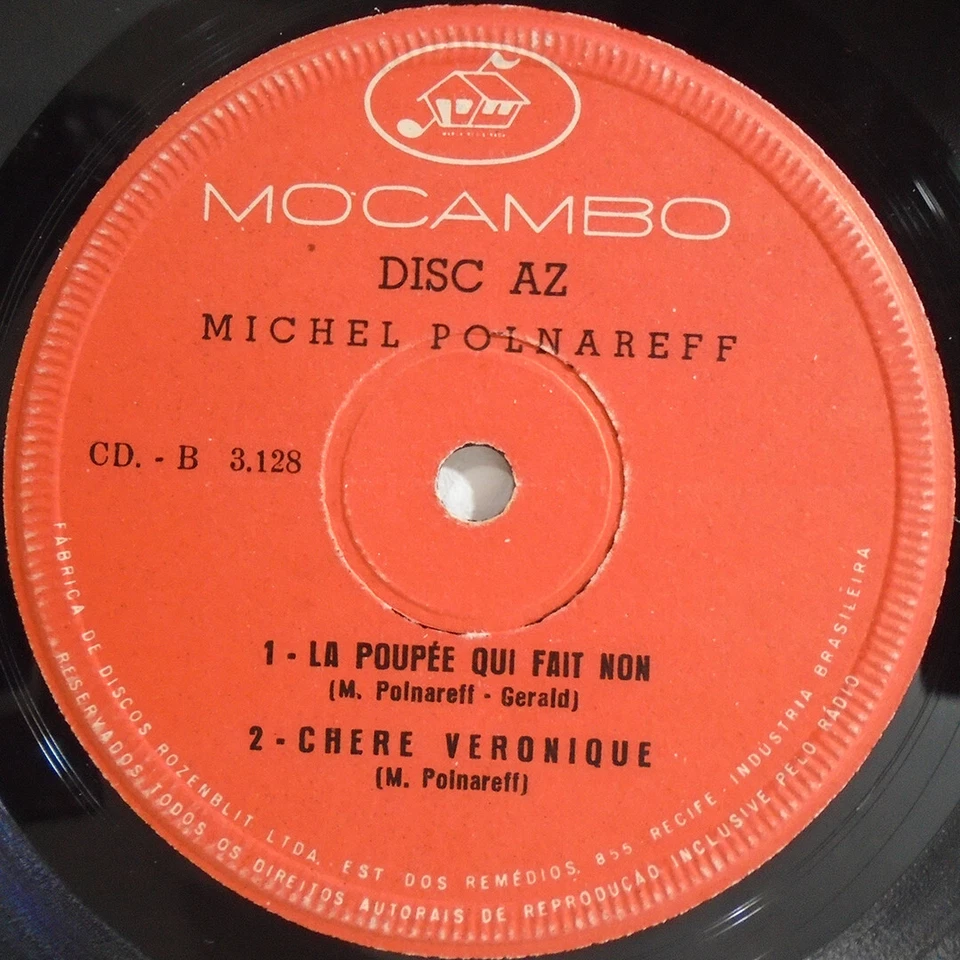 MOCAMBO
DISC AZ
MICHEL POLNAREFF
CD. - B 3.128
1 - LA POUPÉE QUI FAIT NON
(M. Polnareff - Gerald)
2 - CHERE VERONIQUE
(M. Polnareff)
FÁBRICA DE DISCOS ROZENBLIT LTDA. EST DOS REMÉDIOS, 855 RECIFE - INDÚSTRIA BRASILEIRA
RESERVADOS TODOS OS DIREITOS AUTORAIS DE REPRODUÇÃO INCLUSIVE PELO RÁDIO